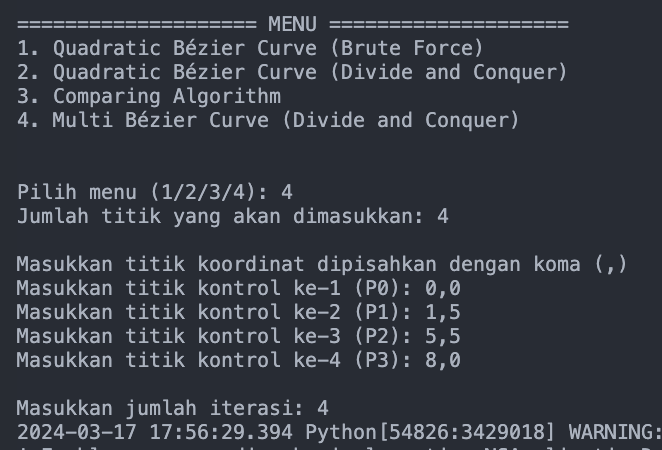 ==================== MENU ====================
1. Quadratic Bézier Curve (Brute Force)
2. Quadratic Bézier Curve (Divide and Conquer)
3. Comparing Algorithm
4. Multi Bézier Curve (Divide and Conquer)
Pilih menu (1/2/3/4): 4
Jumlah titik yang akan dimasukkan: 4
Masukkan titik koordinat dipisahkan dengan koma (,)
Masukkan titik kontrol ke-1 (P0): 0,0
Masukkan titik kontrol ke-2 (P1): 1,5
Masukkan titik kontrol ke-3 (P2): 5,5
Masukkan titik kontrol ke-4 (P3): 8,0
Masukkan jumlah iterasi: 4
2024-03-17 17:56:29.394 Python[54826:3429018] WARNING: